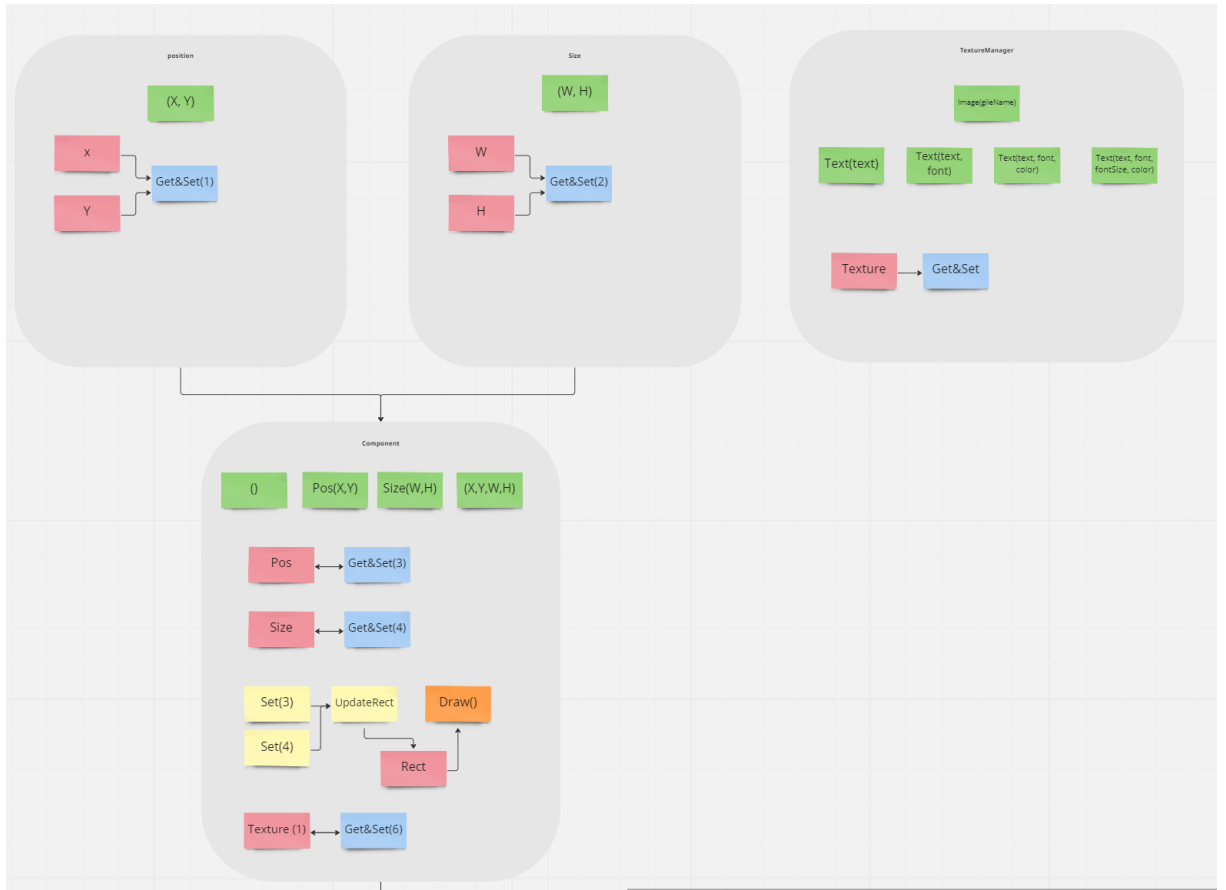 position
(X, Y)
x
Get&Set(1)
Y
Size
(W, H)
W
Get&Set(2)
H
TextureManager
Image(gileName)
Text(text)
Text(text,
font)
Text(text, font,
color)
Text(text, font,
fontSize, color)
Texture
Get&Set
Component
()
Pos(X,Y)
Size(W,H)
(X,Y,W,H)
Pos
Get&Set(3)
Size
Get&Set(4)
Set(3)
UpdateRect
Draw()
Set(4)
Rect
Texture (1)
Get&Set(6)